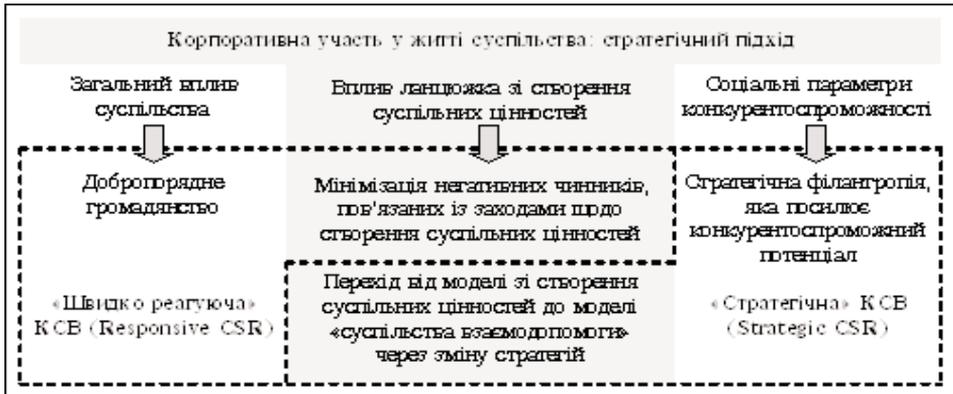 Корпоративна участь у житті суспільства: стратегічний підхід
Загальний вплив
суспільства
Вплив ланцюжка зі створення
суспільних цінностей
Соціальні параметри
конкурентоспроможності
Добропорядне
громадянство
Мінімізація негативних чинників,
пов’язаних із заходами щодо
створення суспільних цінностей
Стратегічна філантропія,
яка посилює
конкурентоспроможний
потенціал
«Швидко реагуюча»
КСВ (Responsive CSR)
Перехід від моделі зі створення
суспільних цінностей до моделі
«суспільства взаємодопомоги»
через зміну стратегій
«Стратегічна» КСВ
(Strategic CSR)